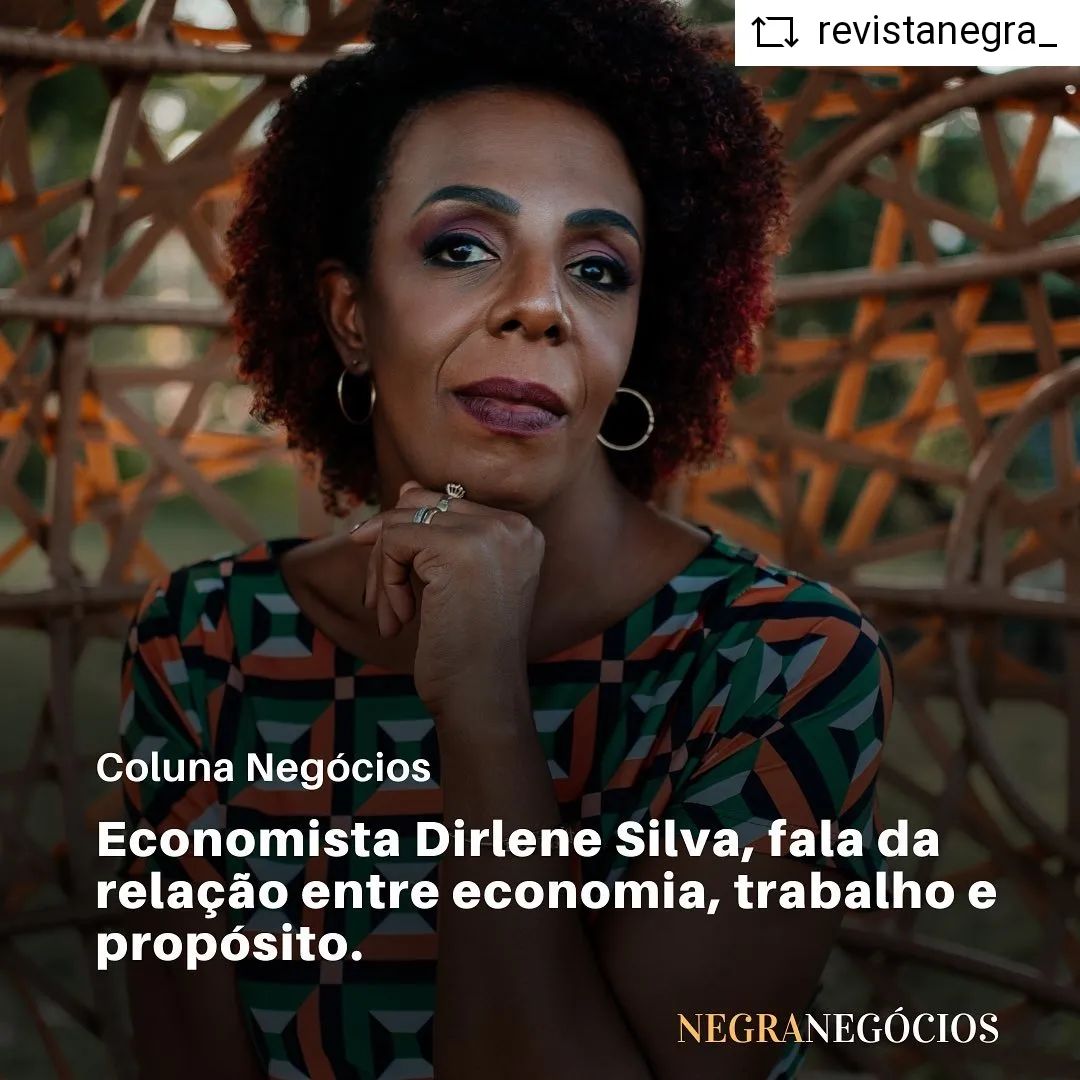 revistanegra_
Coluna Negócios
Economista Dirlene Silva, fala da
relação entre economia, trabalho e
propósito.
NEGRANEGÓCIOS